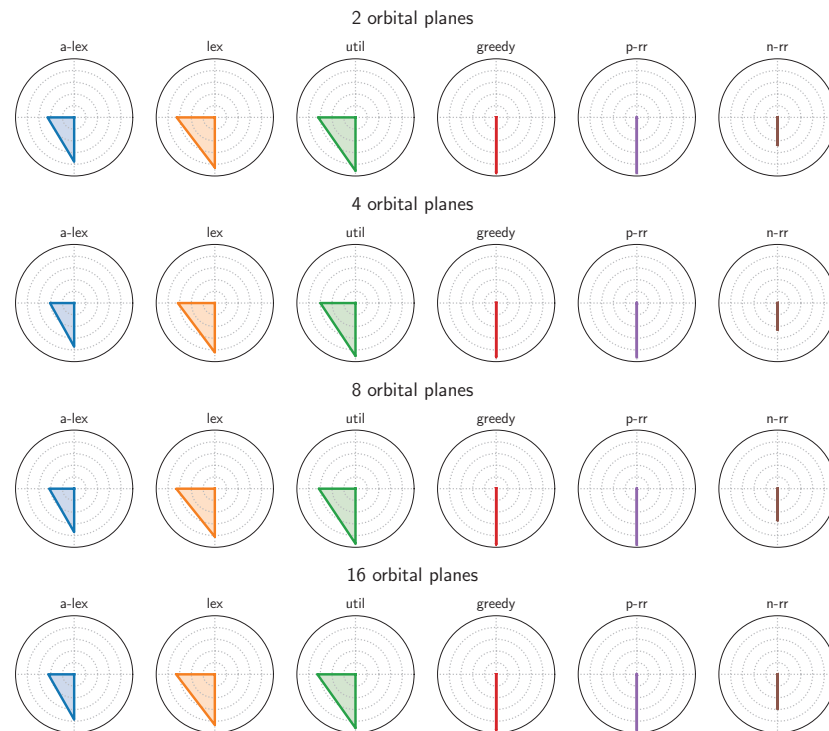 2 orbital planes
a-lex lex util greedy p-rr n-rr
4 orbital planes
a-lex lex util greedy p-rr n-rr
8 orbital planes
a-lex lex util greedy p-rr n-rr
16 orbital planes
a-lex lex util greedy p-rr n-rr